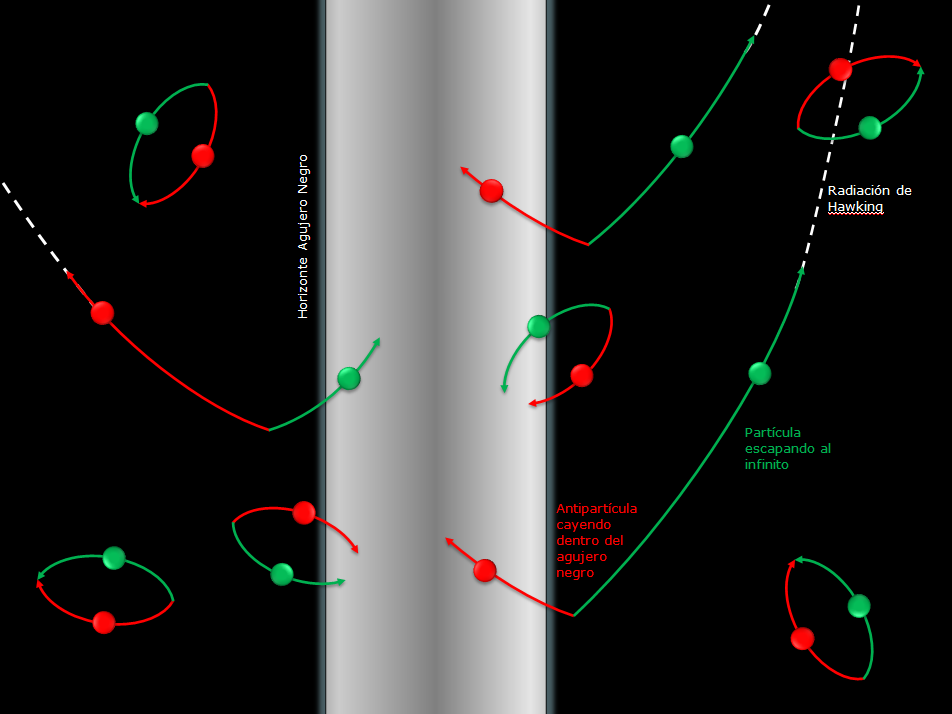 Horizonte Agujero Negro
Radiación de
Hawking
Partícula
escapando al
infinito
Antipartícula
cayendo
dentro del
agujero
negro